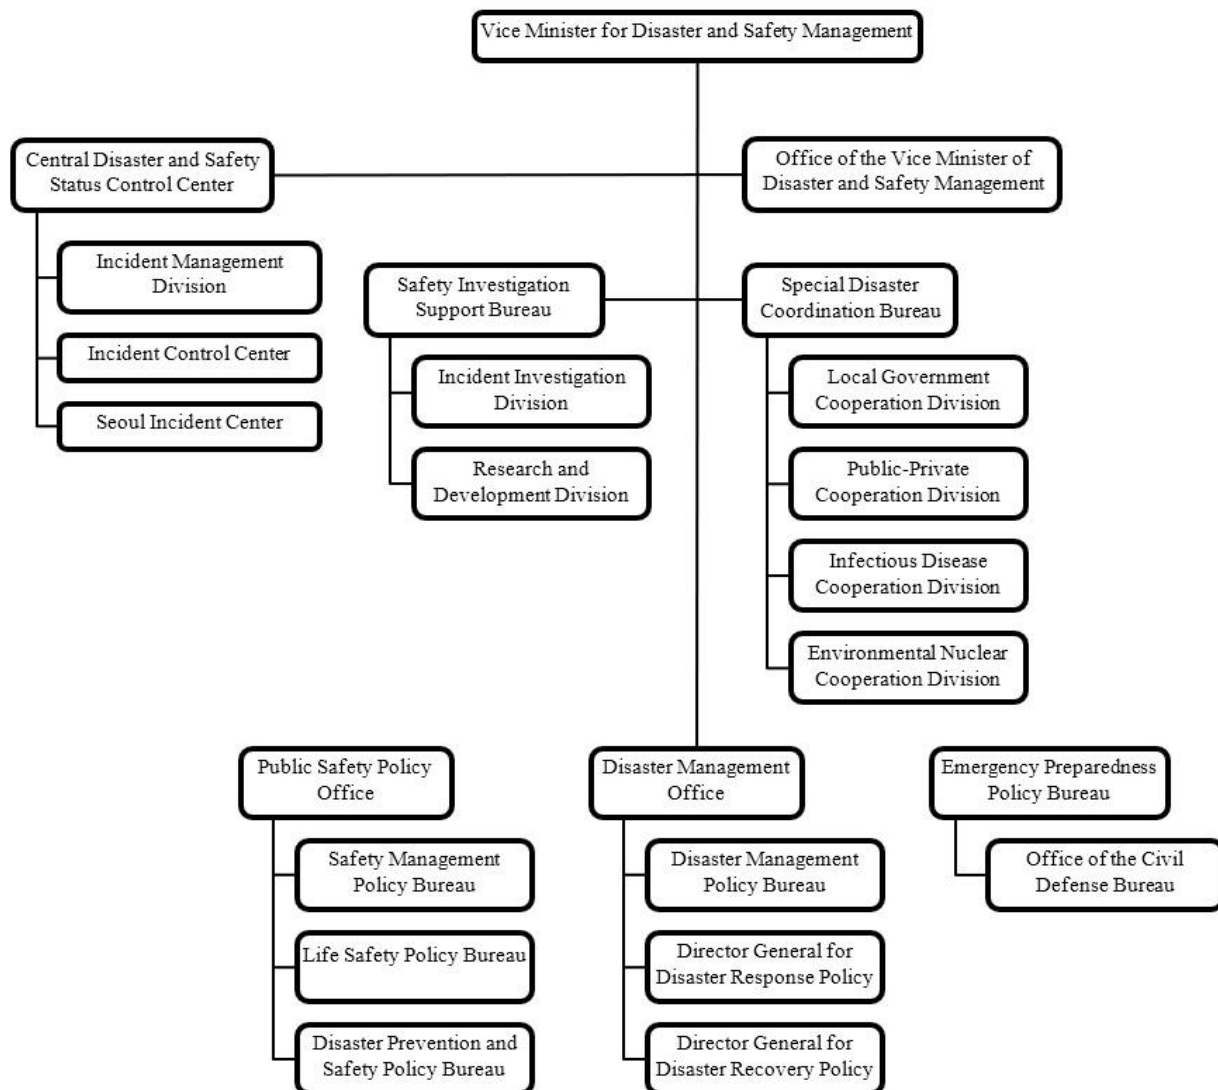 Vice Minister for Disaster and Safety Management
Central Disaster and Safety
Status Control Center
Office of the Vice Minister of
Disaster and Safety Management
Incident Management
Division
Incident Control Center
Seoul Incident Center
Safety Investigation
Support Bureau
Incident Investigation
Division
Research and
Development Division
Special Disaster
Coordination Bureau
Local Government
Cooperation Division
Public-Private
Cooperation Division
Infectious Disease
Cooperation Division
Environmental Nuclear
Cooperation Division
Public Safety Policy
Office
Safety Management
Policy Bureau
Life Safety Policy Bureau
Disaster Prevention and
Safety Policy Bureau
Disaster Management
Office
Disaster Management
Policy Bureau
Director General for
Disaster Response Policy
Director General for
Disaster Recovery Policy
Emergency Preparedness
Policy Bureau
Office of the Civil
Defense Bureau